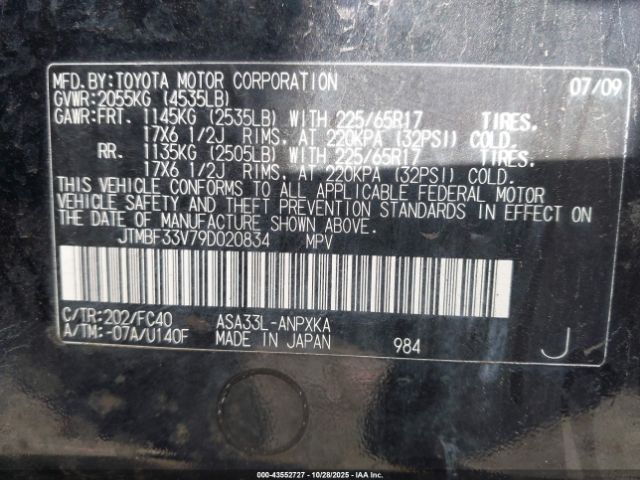 MFD.BY:TOYOTA MOTOR CORPORATION 07/09
GVWR:2055KG (4535LB)
GAWR:FRT. 1145KG (2535LB) WITH 225/65R17 TIRES.
17X6 1/2J RIMS. AT 220KPA (32PSI) COLD.
RR. 1135KG (2505LB) WITH 225/65R17 TIRES.
17X6 1/2J RIMS. AT 220KPA (32PSI) COLD.
THIS VEHICLE CONFORMS TO ALL APPLICABLE FEDERAL MOTOR
VEHICLE SAFETY AND THEFT PREVENTION STANDARDS IN EFFECT ON
THE DATE OF MANUFACTURE SHOWN ABOVE.
JTMBF33V79D020834 MPV
C/TR:202/FC40 ASA33L-ANPXKA
A/TM:-07A/U140F MADE IN JAPAN 984 J
000-43552727 - 10/28/2025 - IAA Inc.